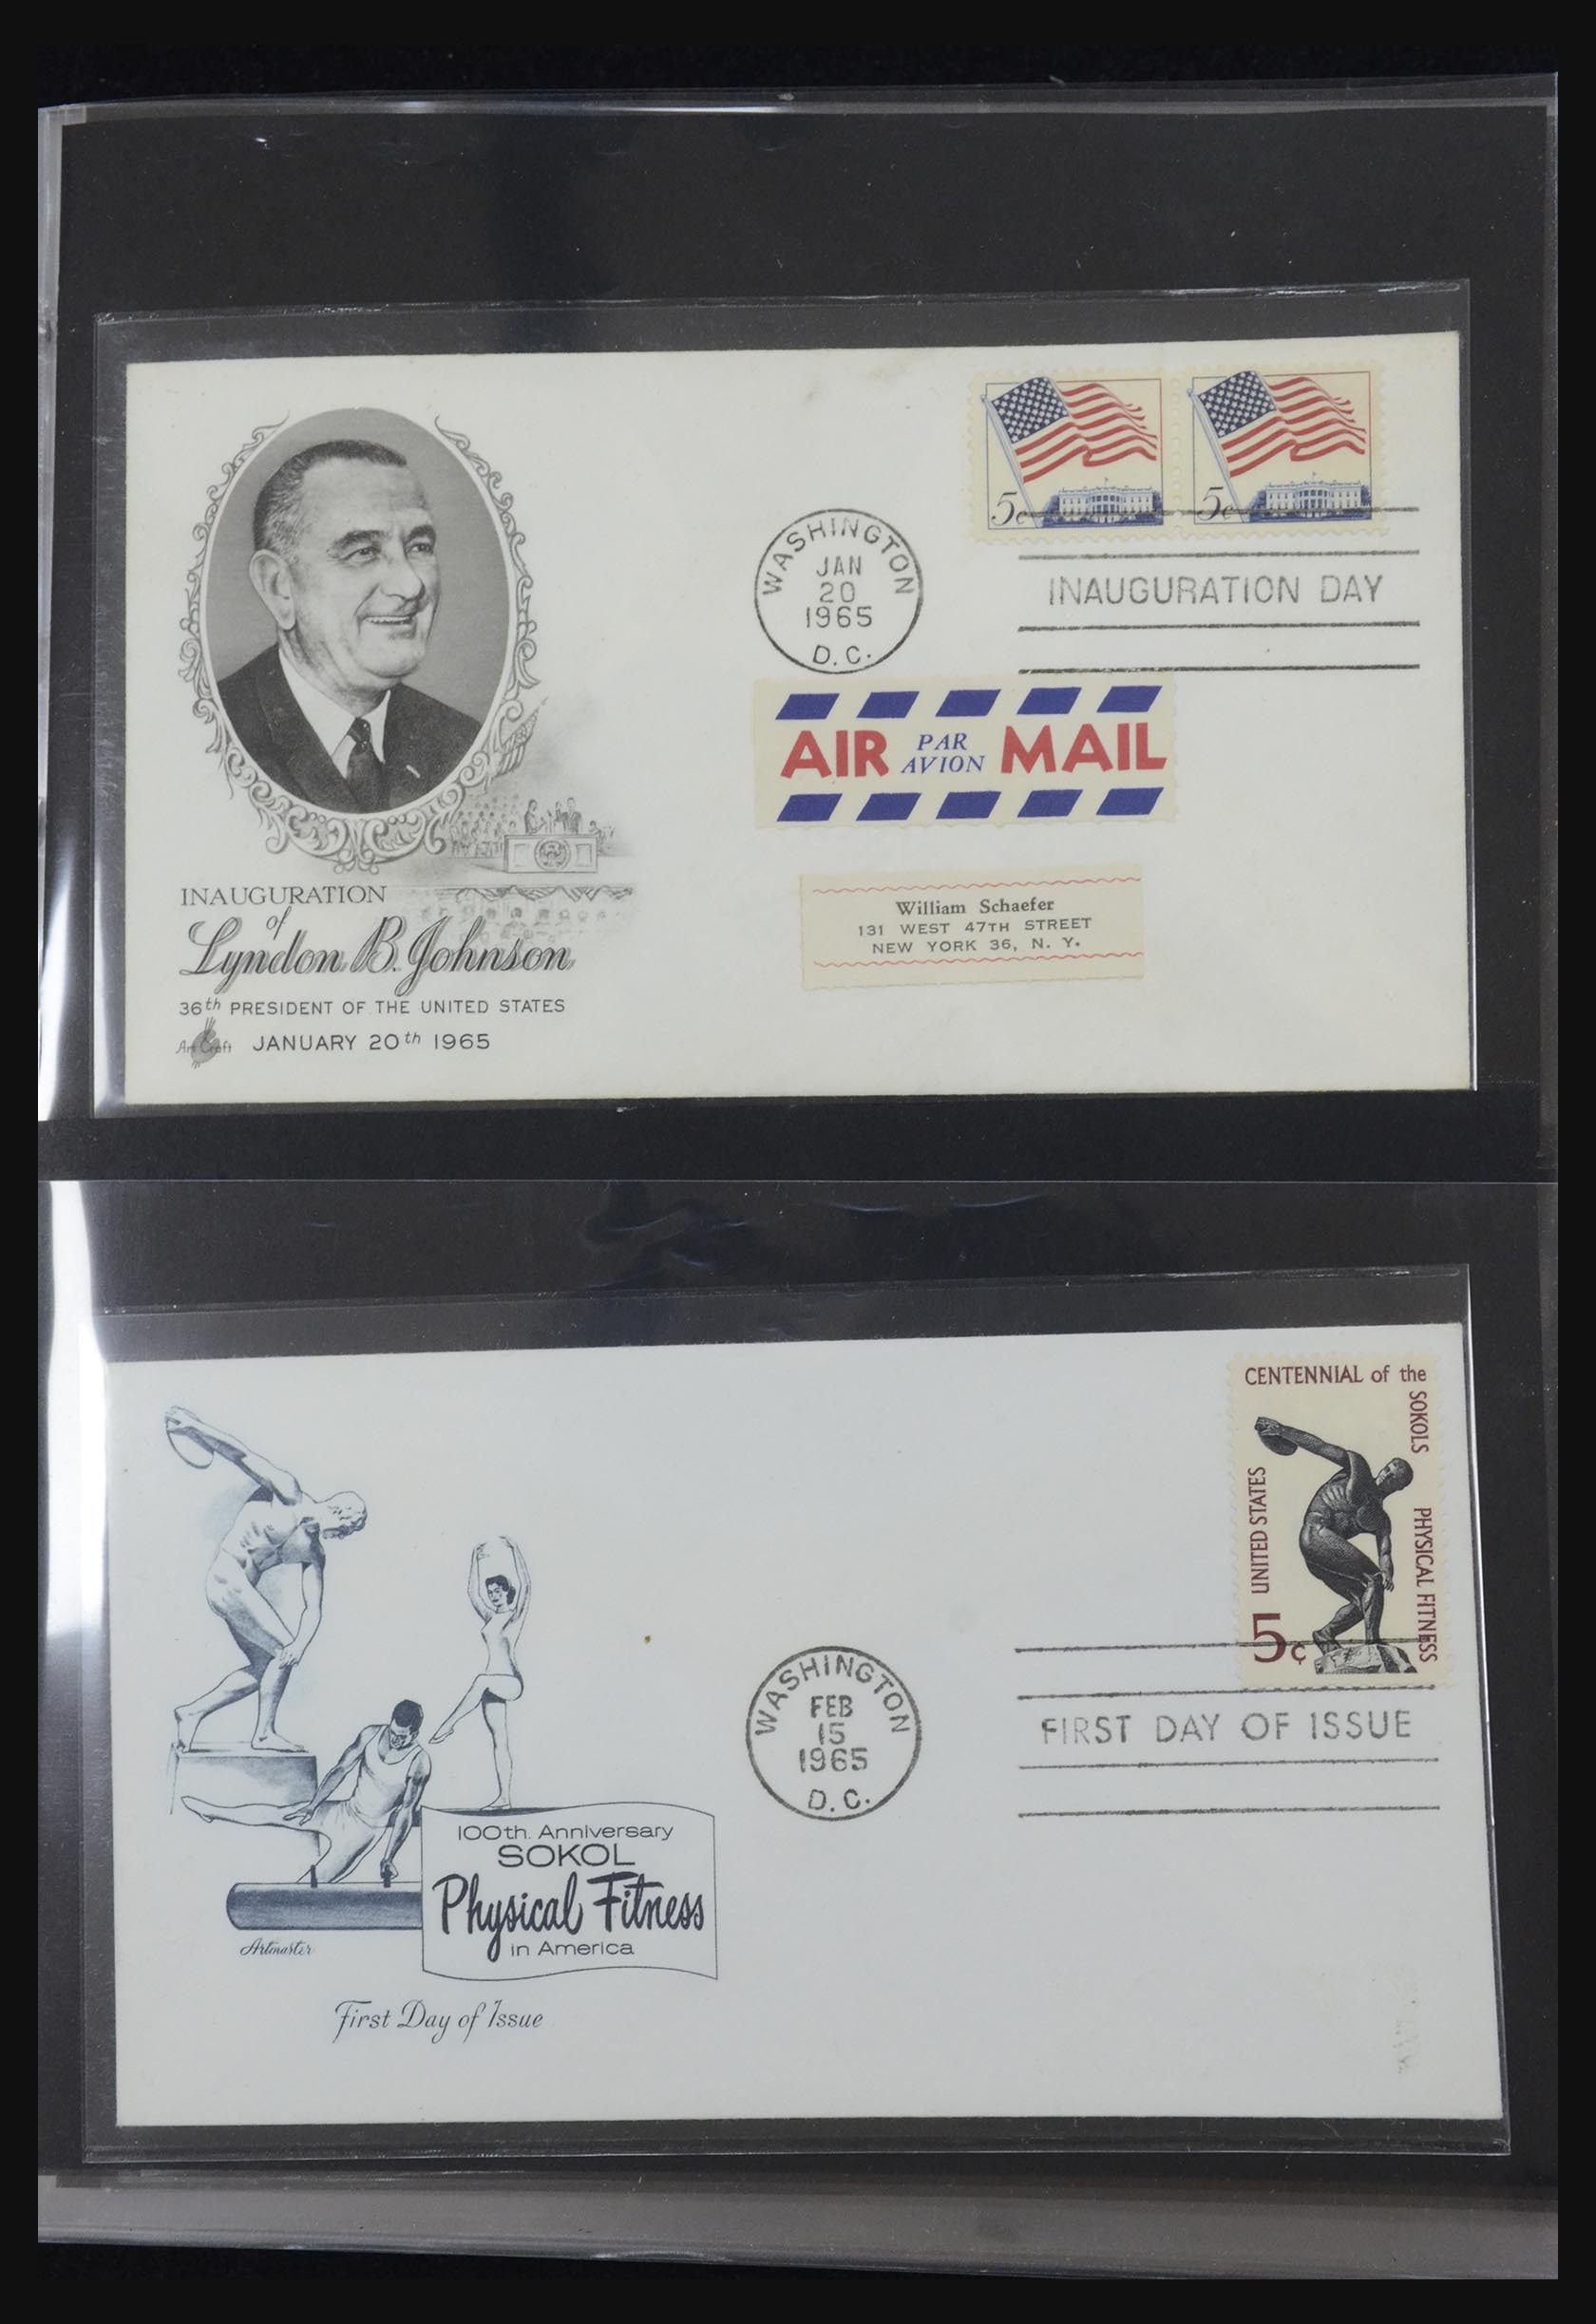 5c 5c
WASHINGTON
JAN
20
1965
D.C.
INAUGURATION DAY
AIR PAR AVION MAIL
William Schaefer
131 WEST 47TH STREET
NEW YORK 36, N. Y.
INAUGURATION
of
Lyndon B. Johnson
36th PRESIDENT OF THE UNITED STATES
Art Craft JANUARY 20th 1965
CENTENNIAL of the
SOKOLS
PHYSICAL FITNESS
UNITED STATES
5c
WASHINGTON
FEB
15
1965
D.C.
FIRST DAY OF ISSUE
100th Anniversary
SOKOL
Physical Fitness
in America
Artmaster
First Day of Issue